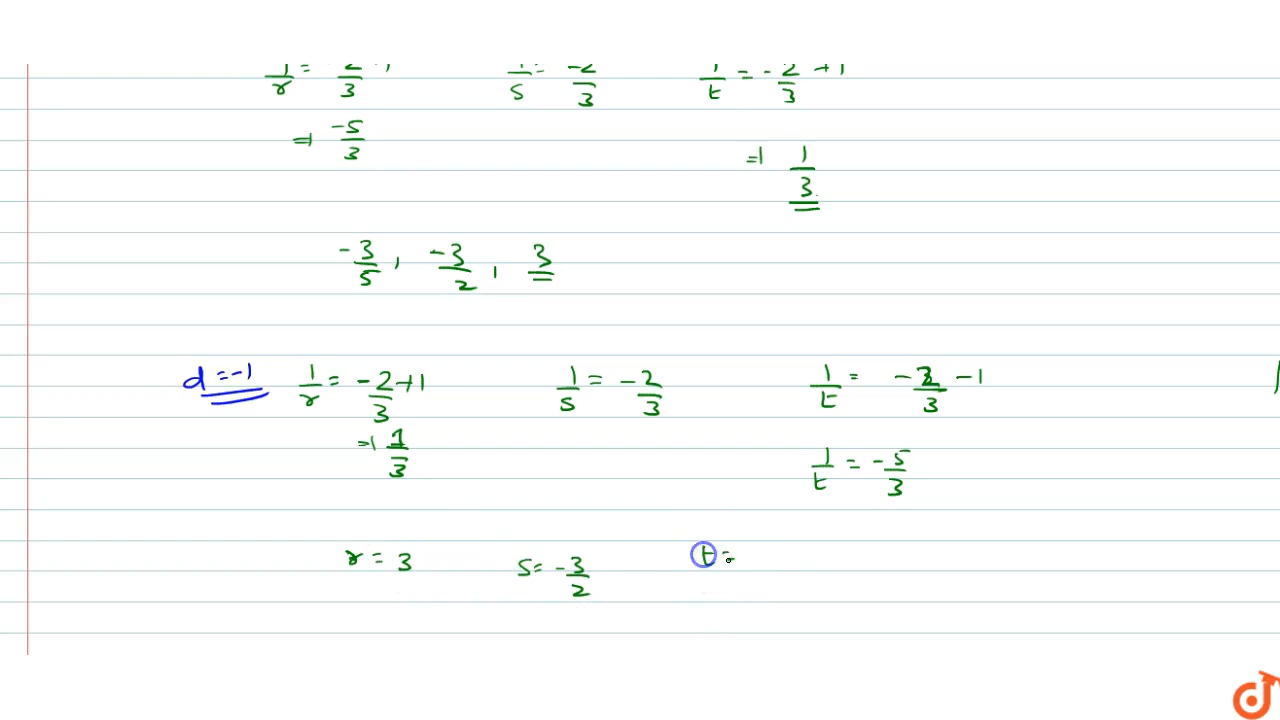 1/r = -2/3 - 1    1/s = -2/3    1/t = -2/3 + 1
⇒ -5/3    ⇒ 1/3
-3/5, -3/2, 3
d = -1    1/r = -2/3 + 1    1/s = -2/3    1/t = -2/3 - 1
⇒ 1/3    1/t = -5/3
r = 3    s = -3/2    t =